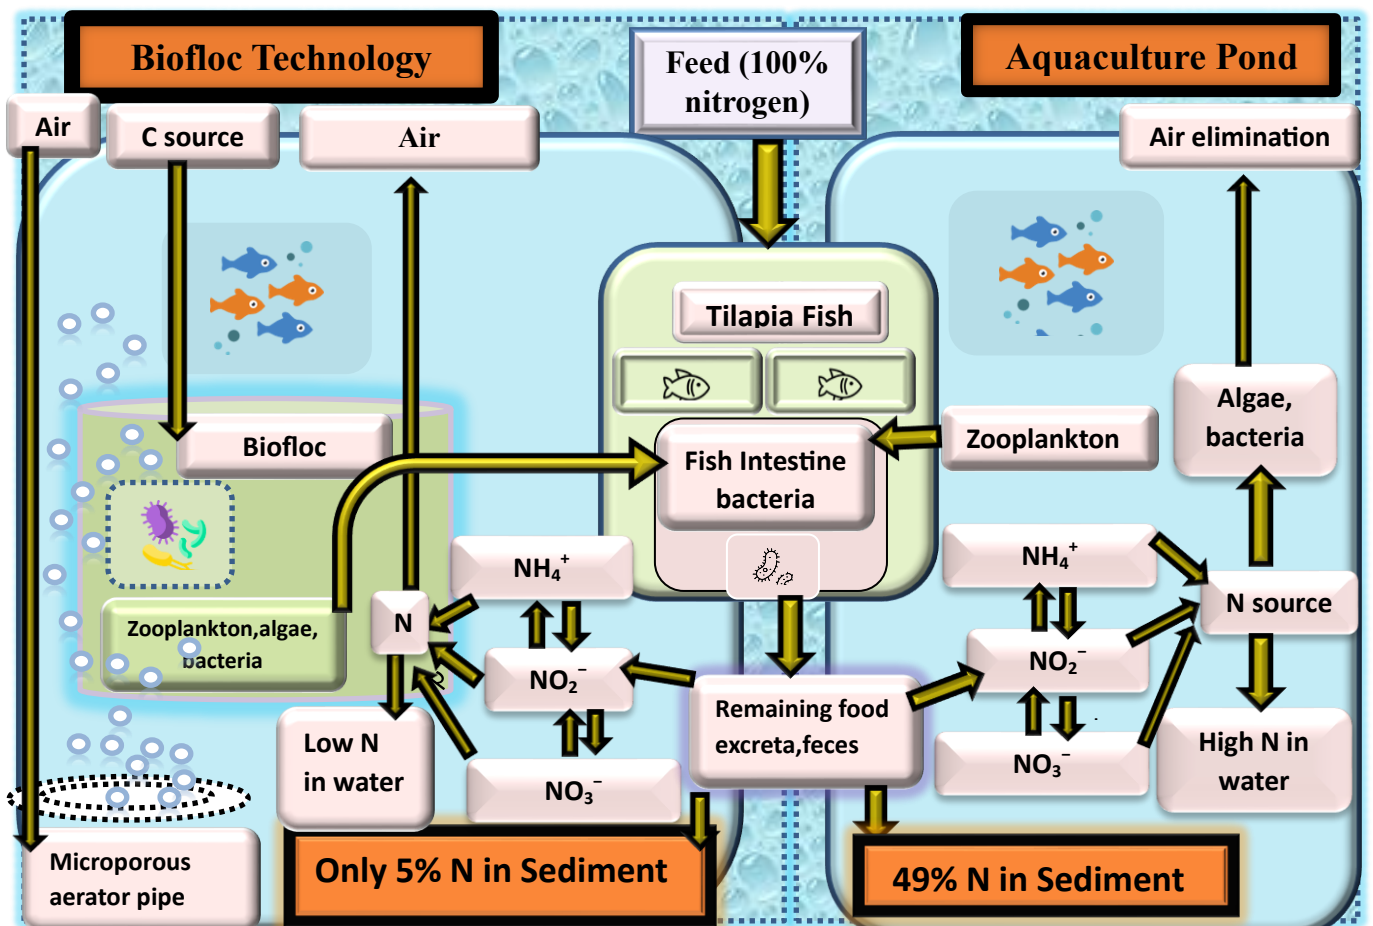 Biofloc Technology
Feed (100%
nitrogen)
Aquaculture Pond
Air
C source
Air
Air elimination
Tilapia Fish
Biofloc
Fish Intestine
bacteria
Zooplankton
Algae,
bacteria
NH₄⁺
N
Zooplankton,algae,
bacteria
NO₂⁻
NH₄⁺
N source
NO₂⁻
Remaining food
excreta,feces
Low N
in water
NO₃⁻
NO₃⁻
High N in
water
Microporous
aerator pipe
Only 5% N in Sediment
49% N in Sediment